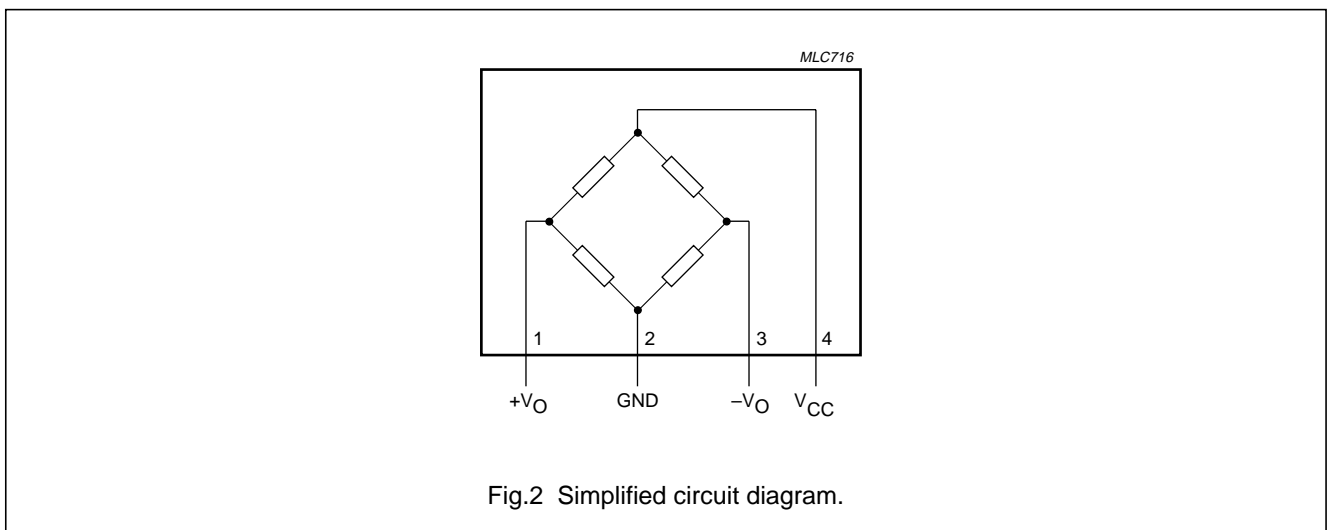 MLC716
1 2 3 4
+VO GND –VO VCC
Fig.2 Simplified circuit diagram.